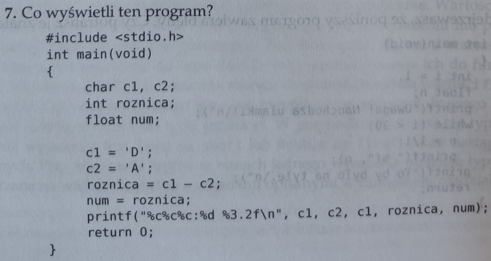 7. Co wyświetli ten program?
#include <stdio.h>
int main(void)
{
char c1, c2;
int roznica;
float num;
c1 = 'D';
c2 = 'A';
roznica = c1 - c2;
num = roznica;
printf("%c%c%c:%d %3.2f\n", c1, c2, c1, roznica, num);
return 0;
}